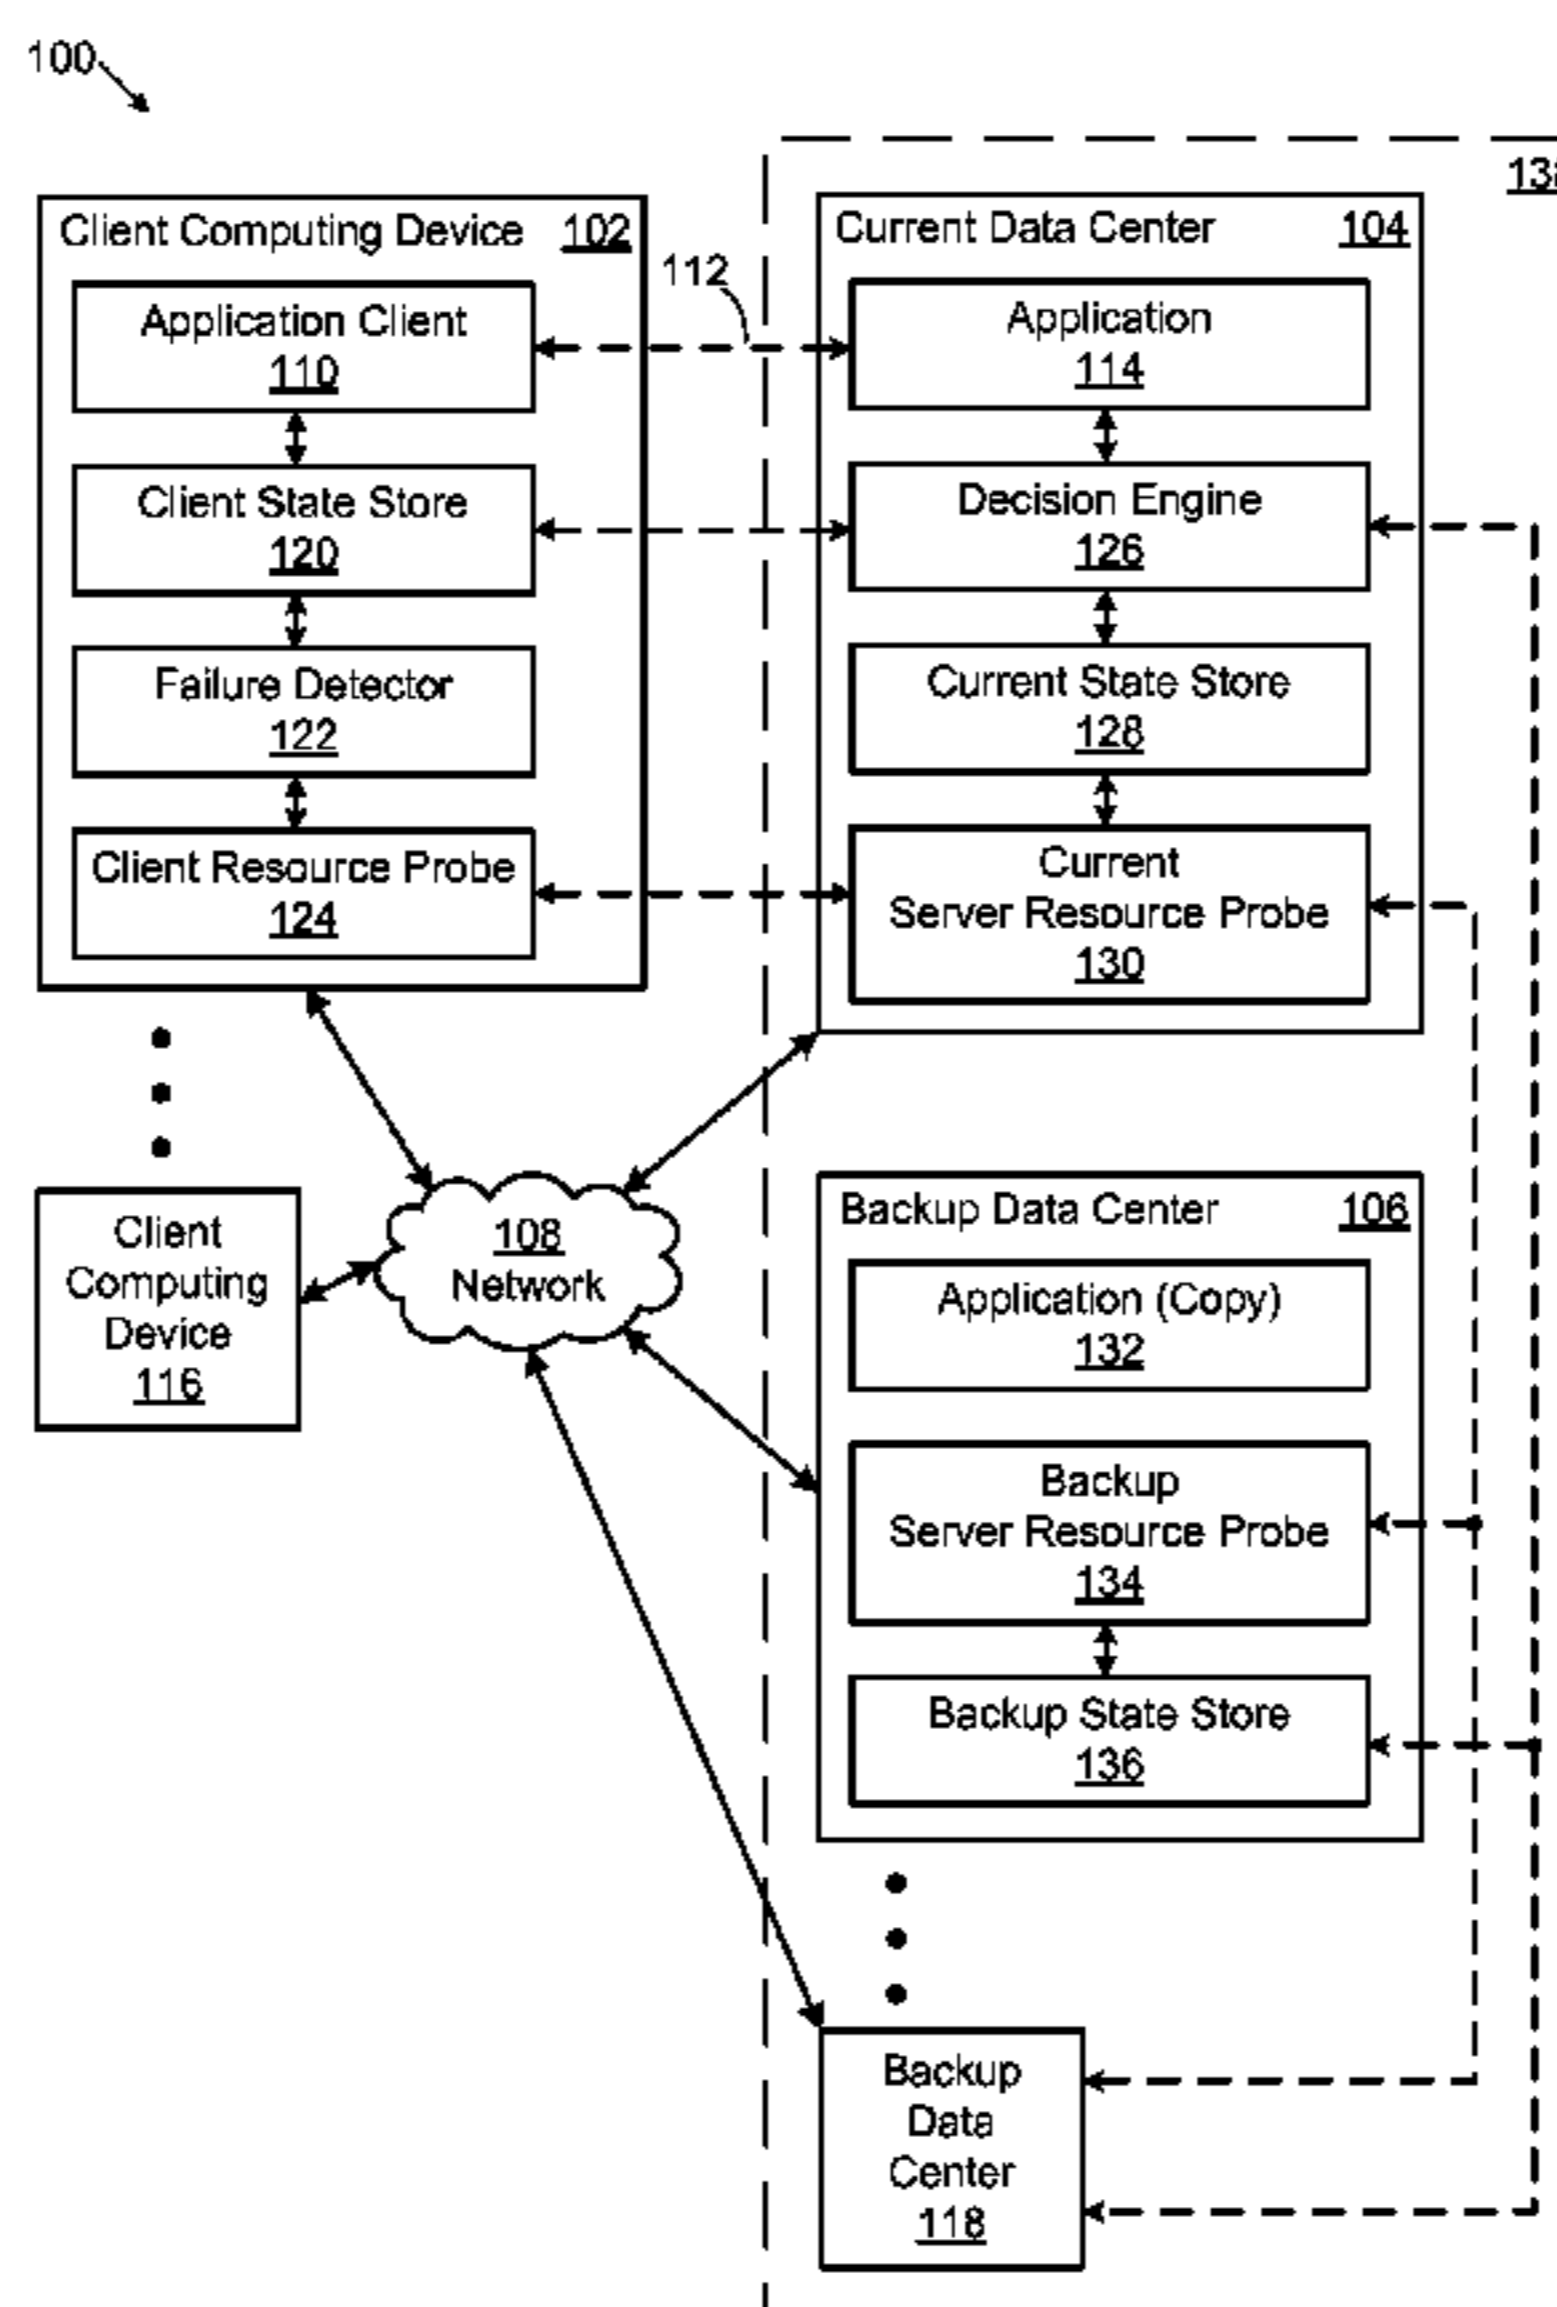 100
Client Computing Device 102
Application Client
110
Client State Store
120
Failure Detector
122
Client Resource Probe
124
112
Current Data Center 104
Application
114
Decision Engine
126
Current State Store
128
Current
Server Resource Probe
130
Client
Computing
Device
116
108
Network
Backup Data Center 106
Application (Copy)
132
Backup
Server Resource Probe
134
Backup State Store
136
Backup
Data
Center
118